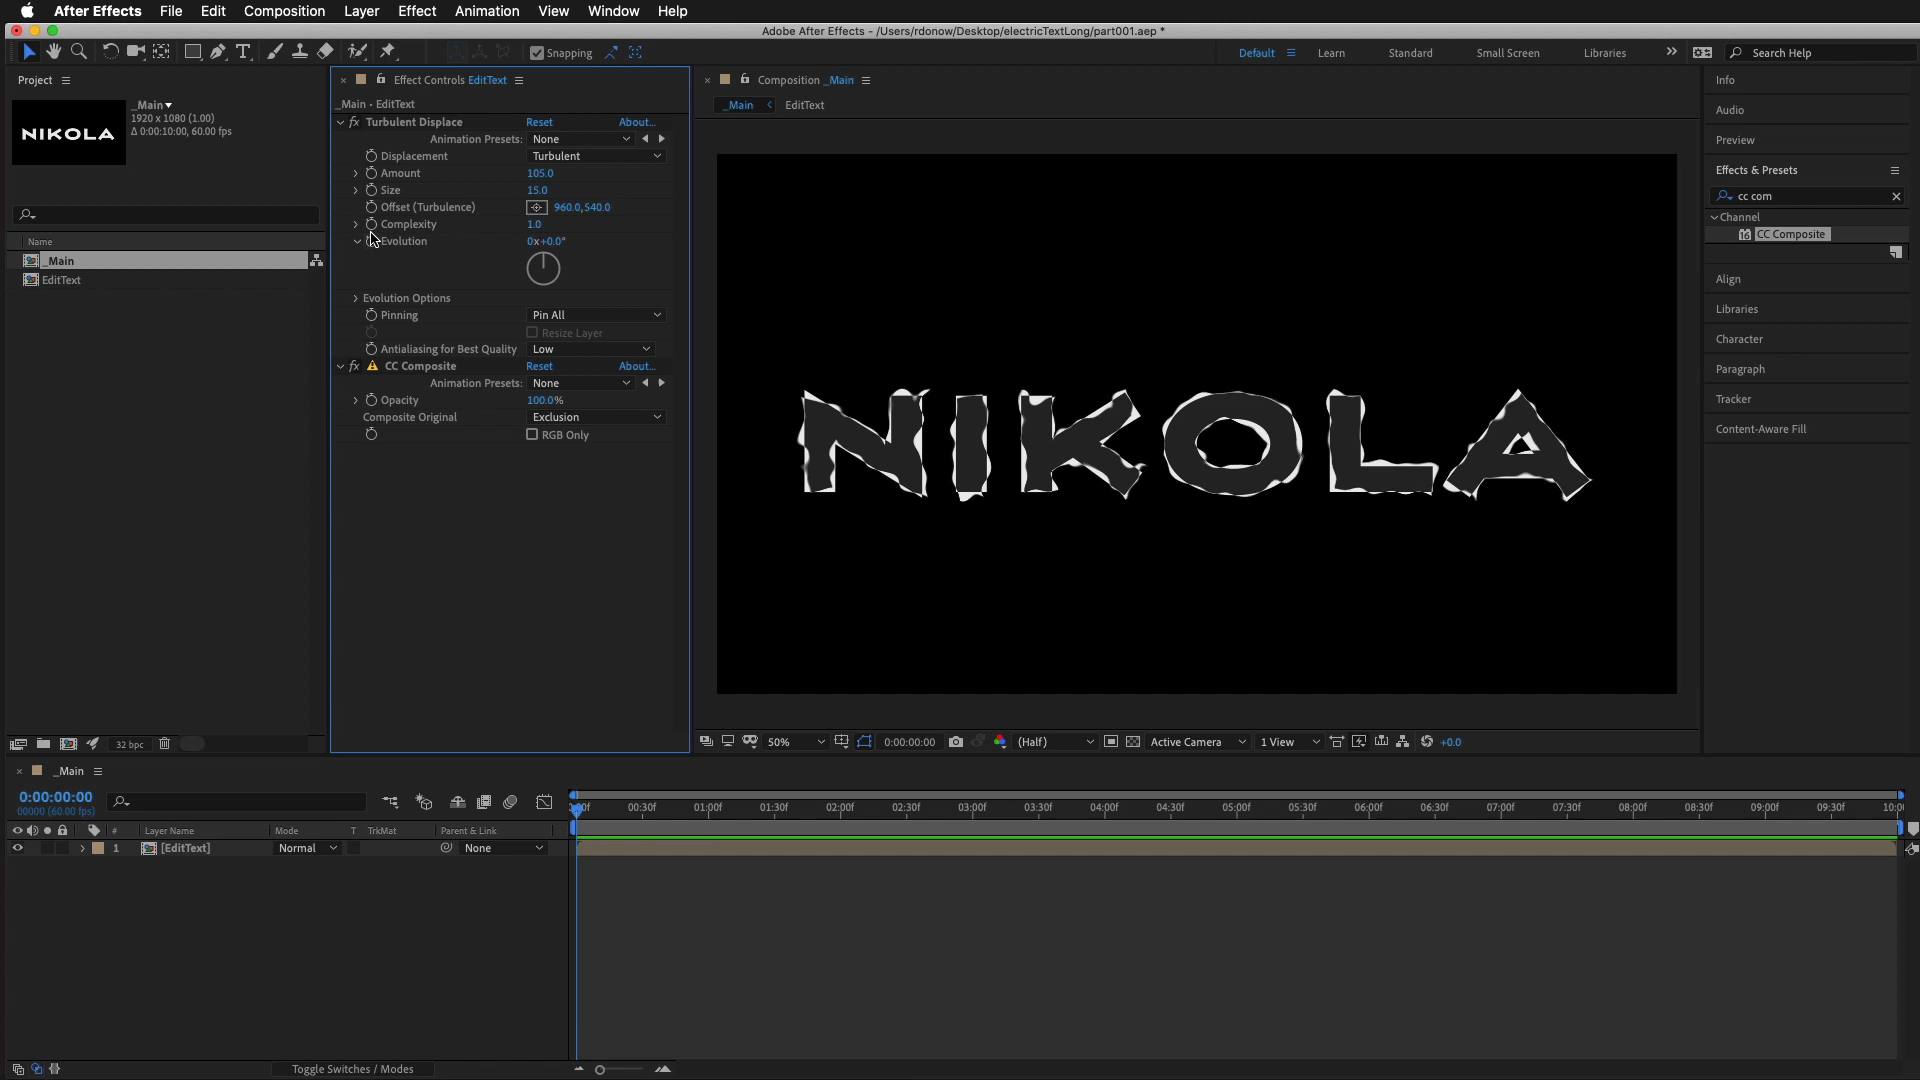 After Effects File Edit Composition Layer Effect Animation View Window Help
Adobe After Effects - /Users/rdonow/Desktop/electricTextLong/part001.aep *
Snapping Default Learn Standard Small Screen Libraries Search Help
Project
_Main
1920 x 1080 (1.00)
Δ 0:00:10:00, 60.00 fps
NIKOLA
Name
_Main
EditText
32 bpc
Effect Controls EditText
_Main • EditText
Turbulent Displace Reset About...
Animation Presets: None
Displacement Turbulent
Amount 105.0
Size 15.0
Offset (Turbulence) 960.0,540.0
Complexity 1.0
Evolution 0x+0.0°
Evolution Options
Pinning Pin All
Resize Layer
Antialiasing for Best Quality Low
CC Composite Reset About...
Animation Presets: None
Opacity 100.0%
Composite Original Exclusion
RGB Only
Composition _Main
_Main EditText
NIKOLA
50% 0:00:00:00 (Half) Active Camera 1 View +0.0
Info
Audio
Preview
Effects & Presets
cc com
Channel
CC Composite
Align
Libraries
Character
Paragraph
Tracker
Content-Aware Fill
_Main
0:00:00:00
00000 (60.00 fps)
00:30f 01:00f 01:30f 02:00f 02:30f 03:00f 03:30f 04:00f 04:30f 05:00f 05:30f 06:00f 06:30f 07:00f 07:30f 08:00f 08:30f 09:00f 09:30f 10:0
# Layer Name Mode T TrkMat Parent & Link
1 [EditText] Normal None
Toggle Switches / Modes